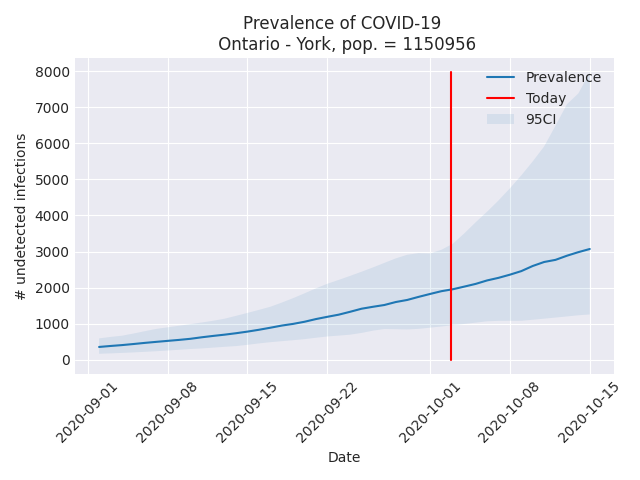 Prevalence of COVID-19
Ontario - York, pop. = 1150956
Prevalence
Today
95CI
# undetected infections
8000
7000
6000
5000
4000
3000
2000
1000
0
2020-09-01
2020-09-08
2020-09-15
2020-09-22
2020-10-01
2020-10-08
2020-10-15
Date